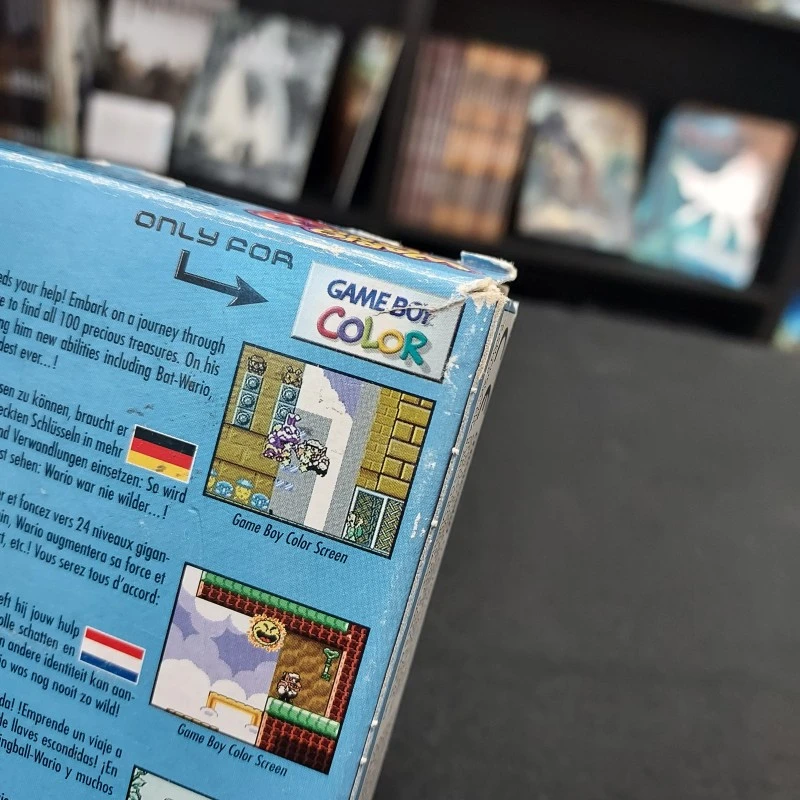 ONLY FOR
GAME BOY
COLOR
eds your help! Embark on a journey through
e to find all 100 precious treasures. On his
ng him new abilities including Bat-Wario,
dest ever...!
sen zu können, braucht er
eckten Schlüsseln in mehr
nd Verwandlungen einsetzen: So wird
st sehen: Wario war nie wilder...!
Game Boy Color Screen
er et foncez vers 24 niveaux gigan-
in, Wario augmentera sa force et
t, etc.! Vous serez tous d'accord:
eft hij jouw hulp
olle schatten en
n andere identiteit kan aan-
io was nog nooit zo wild!
Game Boy Color Screen
da! ¡Emprende un viaje a
le llaves escondidas! ¡En
ingball-Wario y muchos